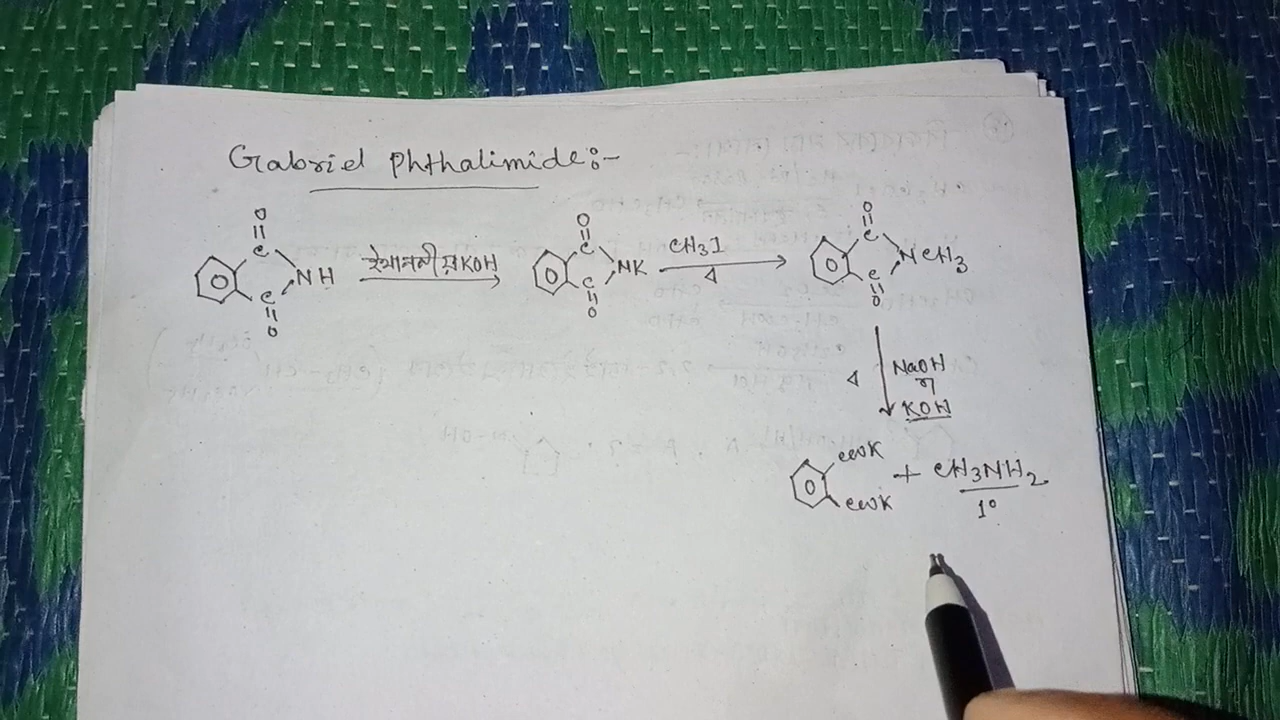 Gabriel Phthalimide:-
O O O
C NH ইথানলীয় KOH C NK CH3I C NCH3
C C Δ C
O O O
Δ NaOH
বা
KOH
COOK + CH3NH2
COOK 1°